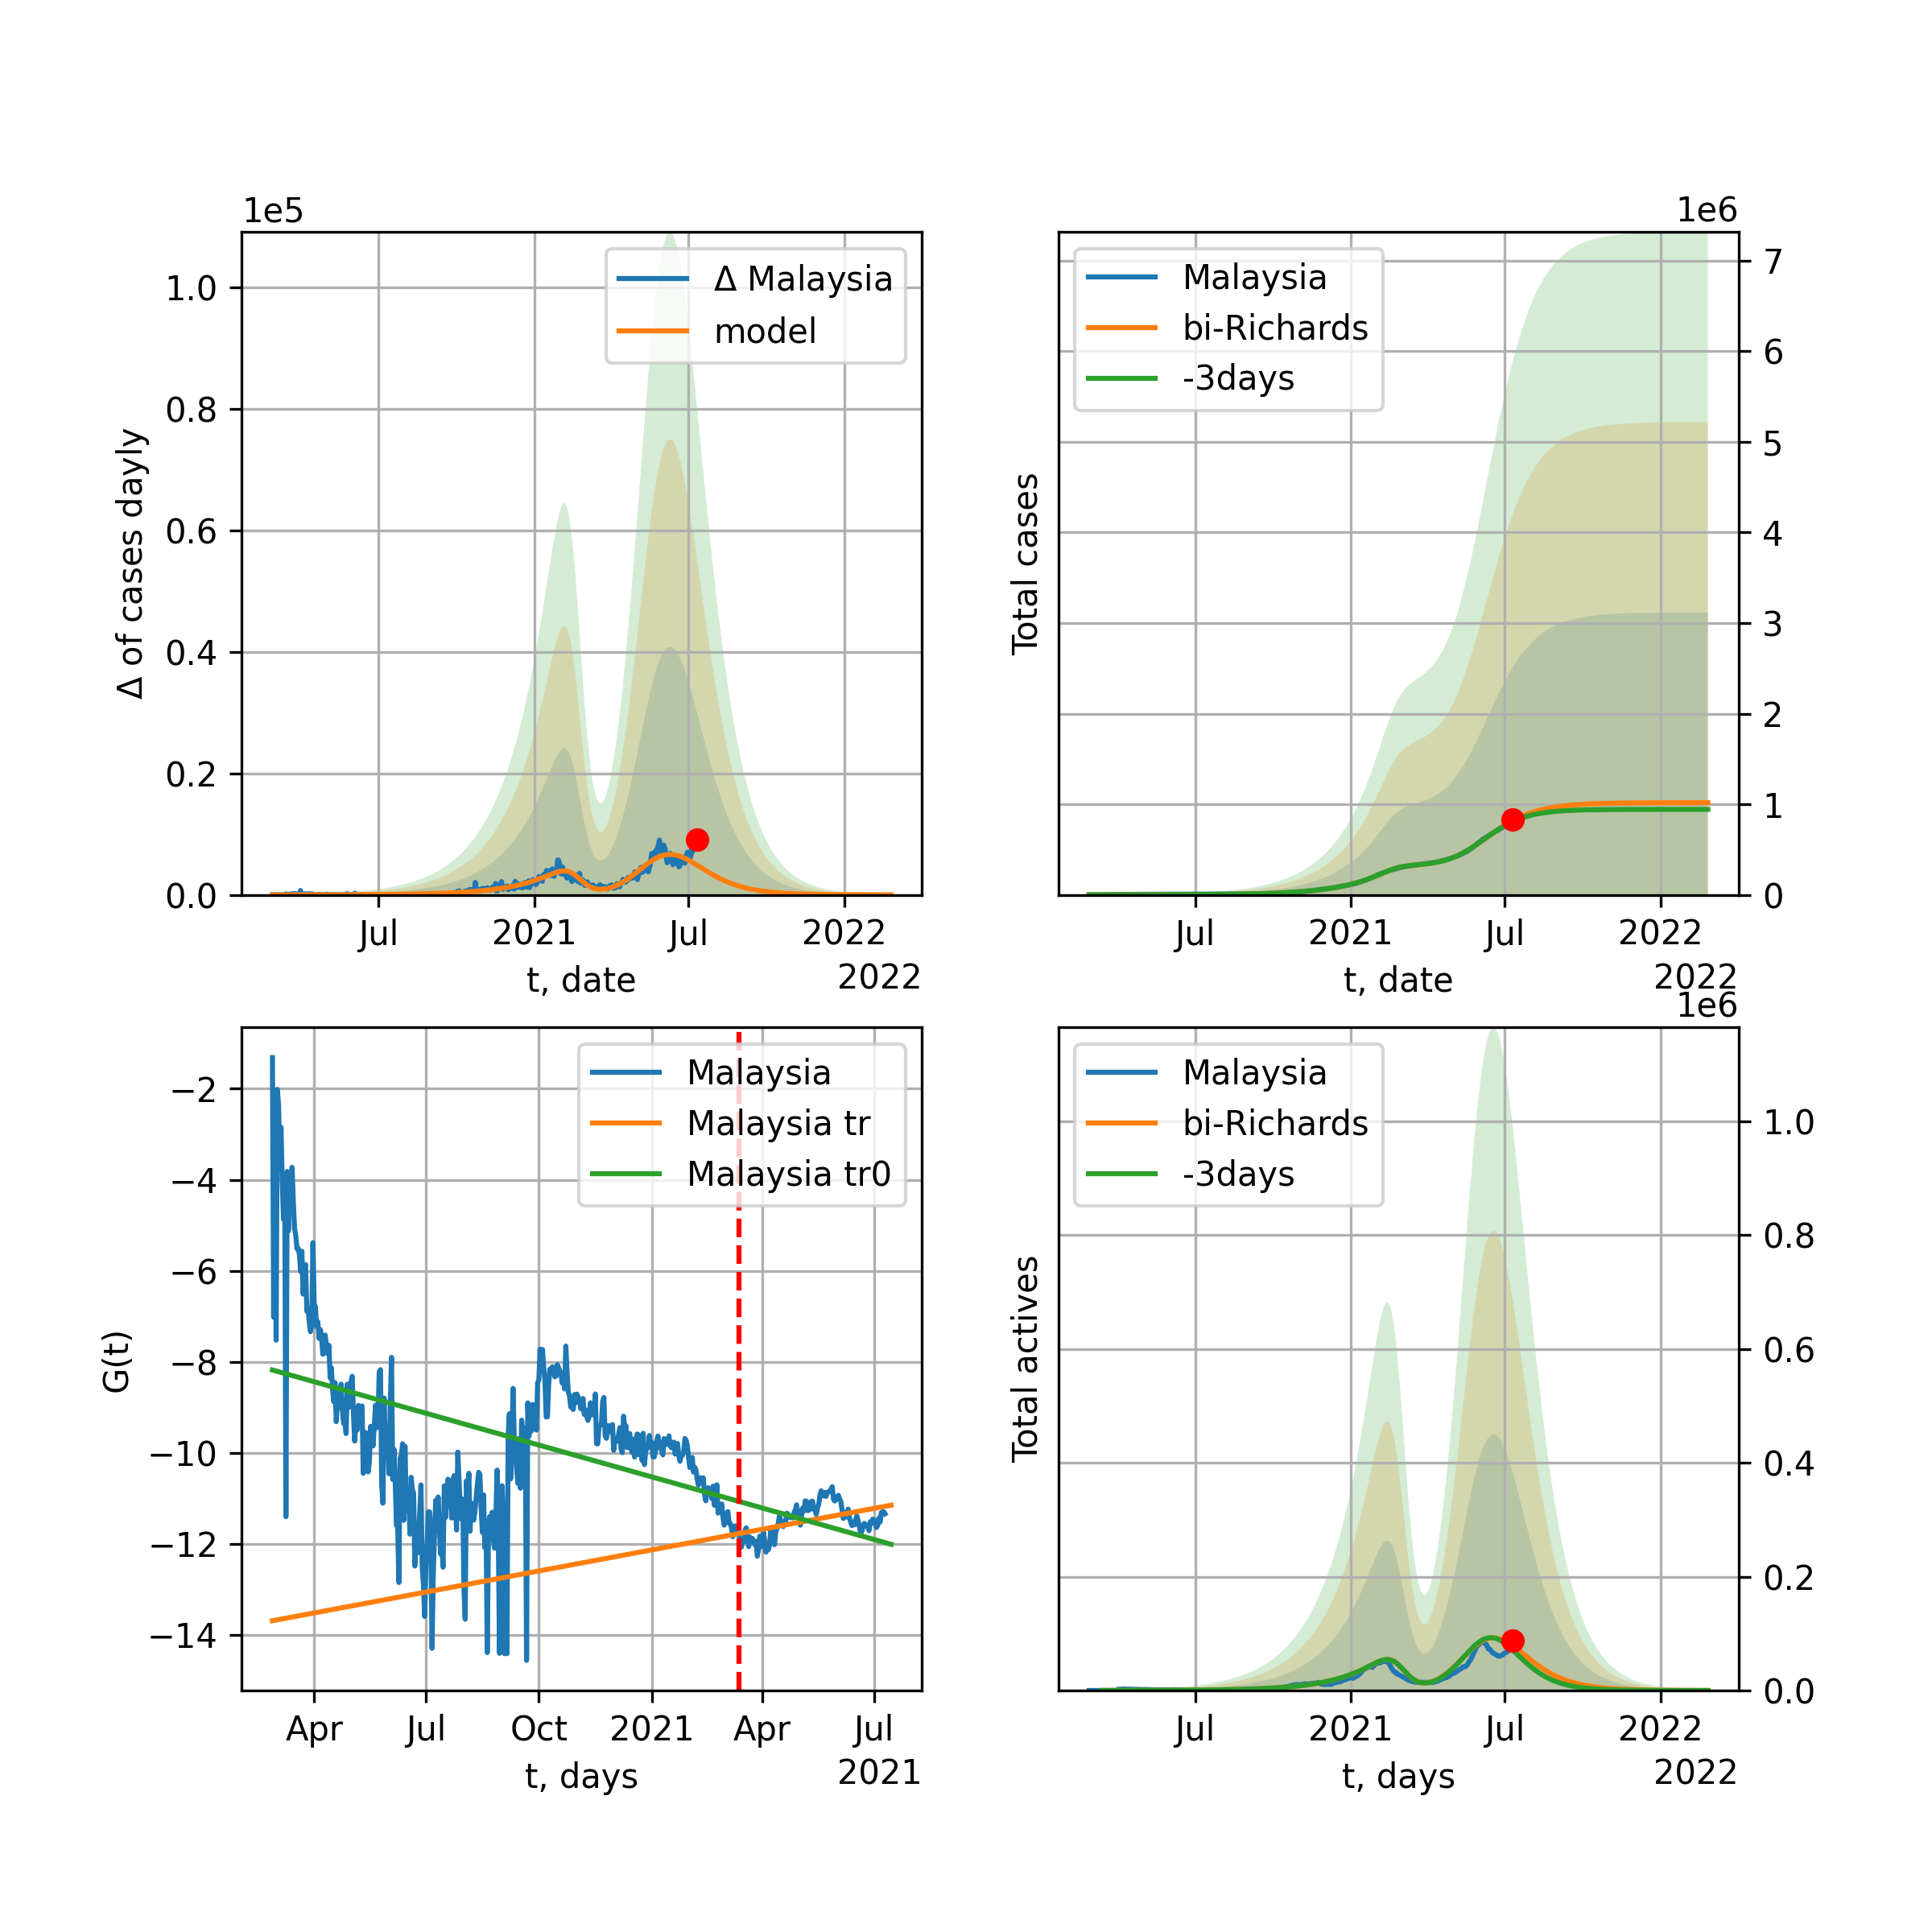 1e5
Δ of cases dayly
1.0
0.8
0.6
0.4
0.2
0.0
Δ Malaysia
model
Jul
2021
Jul
2022
t, date
2022
1e6
Total cases
Malaysia
bi-Richards
-3days
7
6
5
4
3
2
1
0
Jul
2021
Jul
2022
t, date
2022
G(t)
−2
−4
−6
−8
−10
−12
−14
Malaysia
Malaysia tr
Malaysia tr0
Apr
Jul
Oct
2021
Apr
Jul
t, days
2021
1e6
Total actives
Malaysia
bi-Richards
-3days
1.0
0.8
0.6
0.4
0.2
0.0
Jul
2021
Jul
2022
t, days
2022